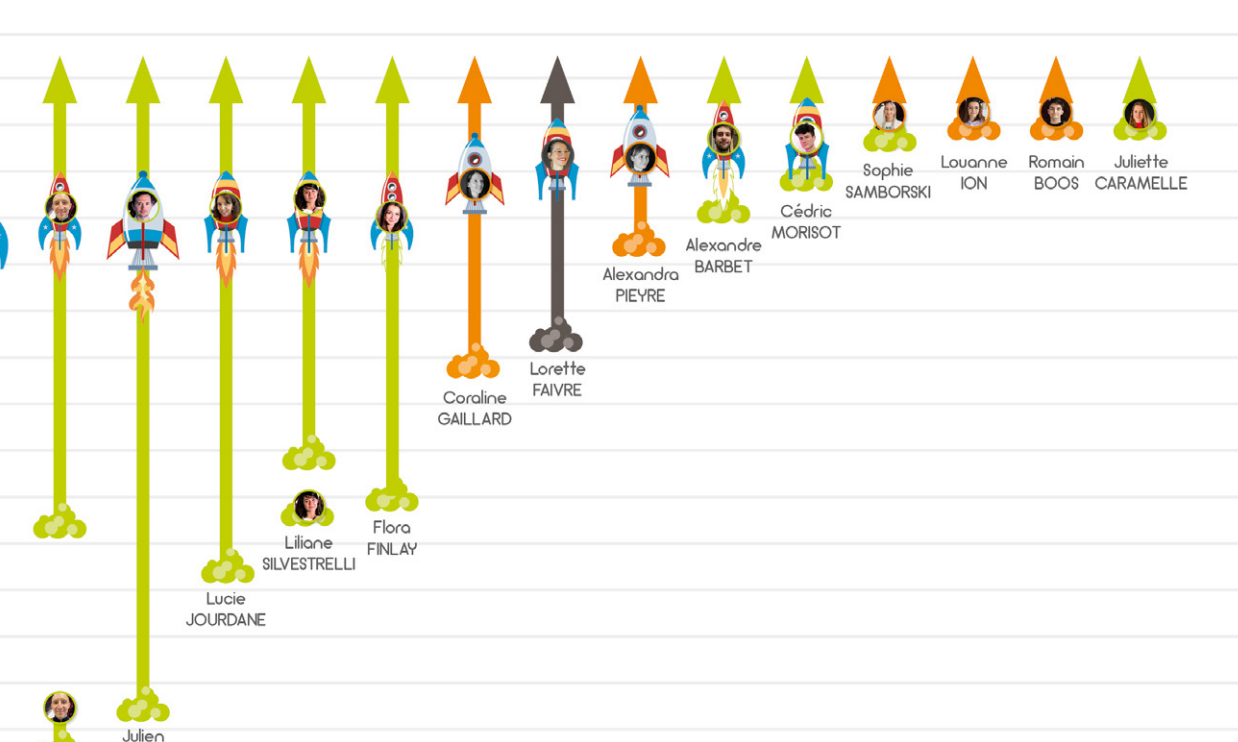 Sophie
SAMBORSKI
Louanne
ION
Romain
BOOS
Juliette
CARAMELLE
Cédric
MORISOT
Alexandre
BARBET
Alexandra
PIEYRE
Lorette
FAIVRE
Coraline
GAILLARD
Flora
FINLAY
Liliane
SILVESTRELLI
Lucie
JOURDANE
Julien